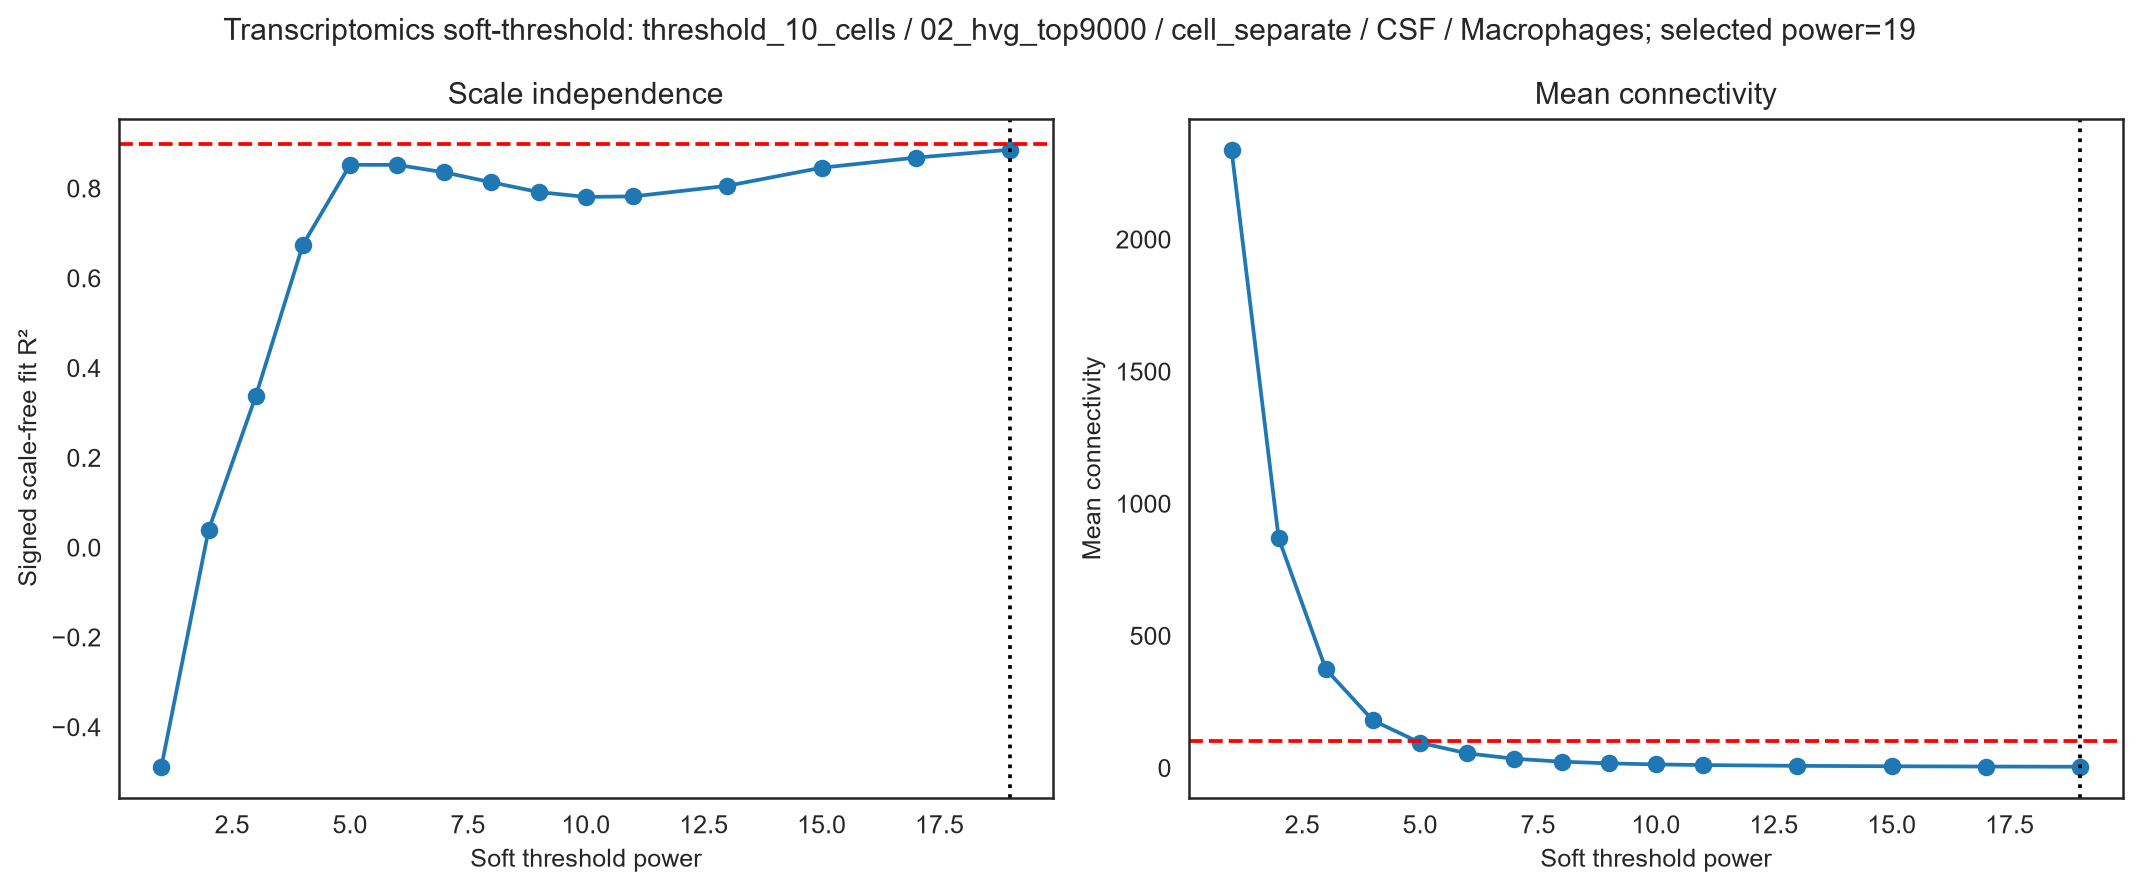 Transcriptomics soft-threshold: threshold_10_cells / 02_hvg_top9000 / cell_separate / CSF / Macrophages; selected power=19
Scale independence
Signed scale-free fit R²
0.8
0.6
0.4
0.2
0.0
−0.2
−0.4
2.5 5.0 7.5 10.0 12.5 15.0 17.5
Soft threshold power
Mean connectivity
Mean connectivity
2000
1500
1000
500
0
2.5 5.0 7.5 10.0 12.5 15.0 17.5
Soft threshold power